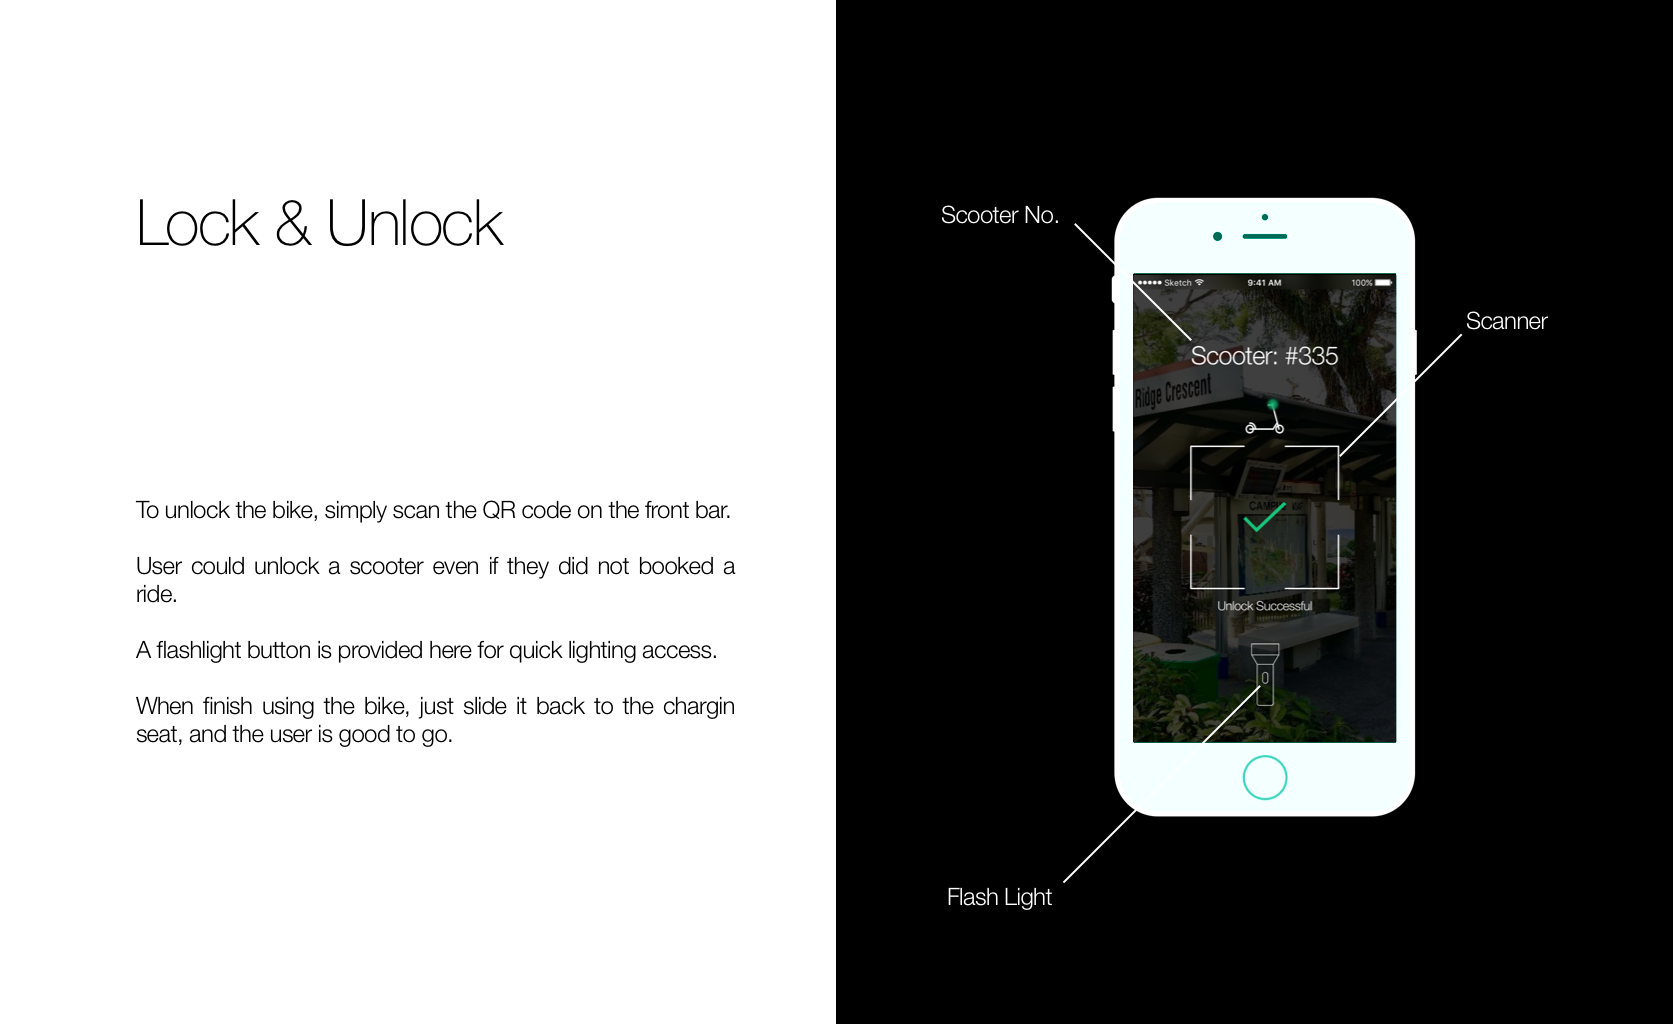 Lock & Unlock
To unlock the bike, simply scan the QR code on the front bar.
User could unlock a scooter even if they did not booked a
ride.
A flashlight button is provided here for quick lighting access.
When finish using the bike, just slide it back to the chargin
seat, and the user is good to go.
Scooter No.
Scanner
Flash Light
Sketch
9:41 AM
100%
Scooter: #335
Ridge Crescent
Unlock Successful